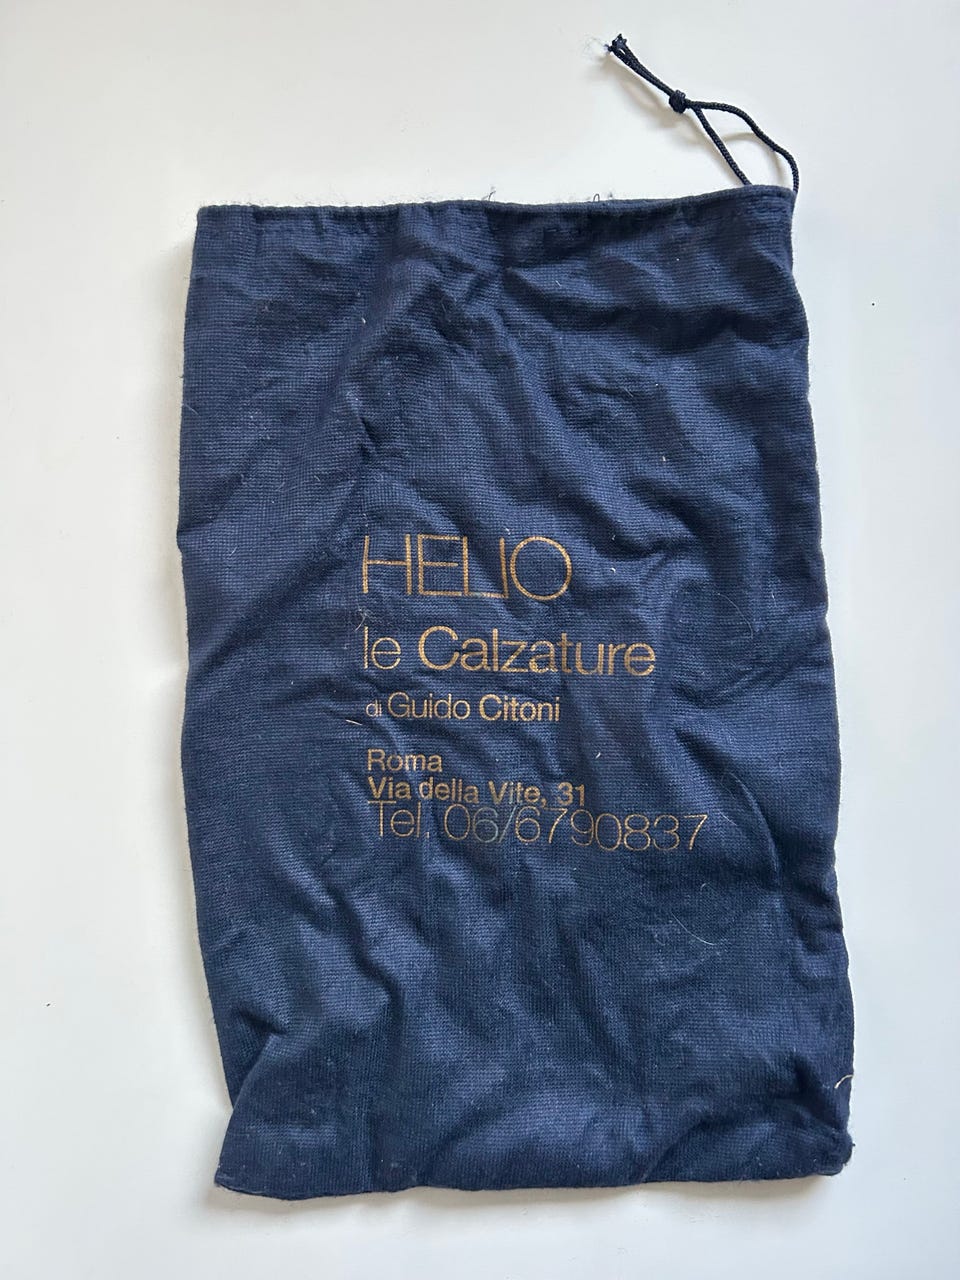 HELIO
le Calzature
di Guido Citoni
Roma
Via della Vite, 31
Tel. 06/6790837